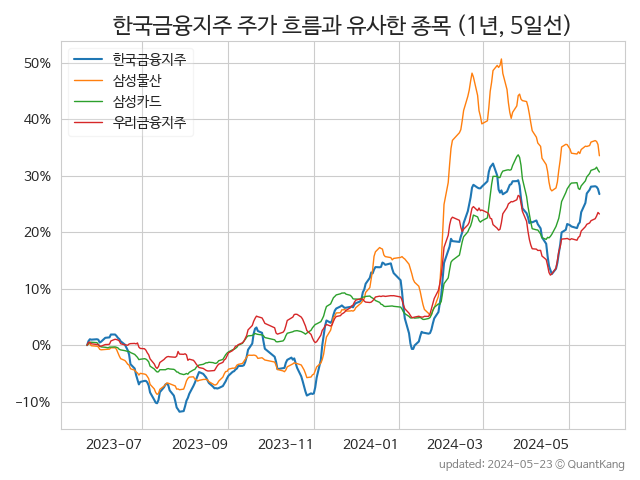 한국금융지주 주가 흐름과 유사한 종목 (1년, 5일선)
한국금융지주
삼성물산
삼성카드
우리금융지주
50%
40%
30%
20%
10%
0%
−10%
2023-07 2023-09 2023-11 2024-01 2024-03 2024-05
updated: 2024-05-23 © QuantKang